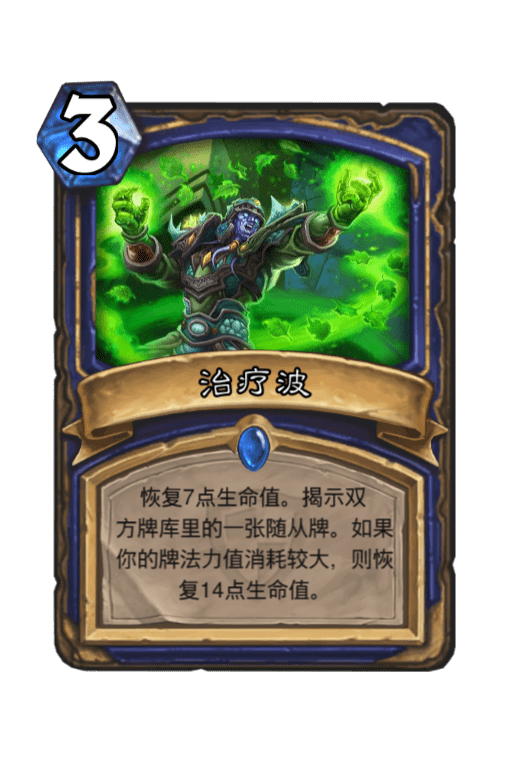 3
治疗波
恢复7点生命值。揭示双
方牌库里的一张随从牌。如果
你的牌法力值消耗较大，则恢
复14点生命值。